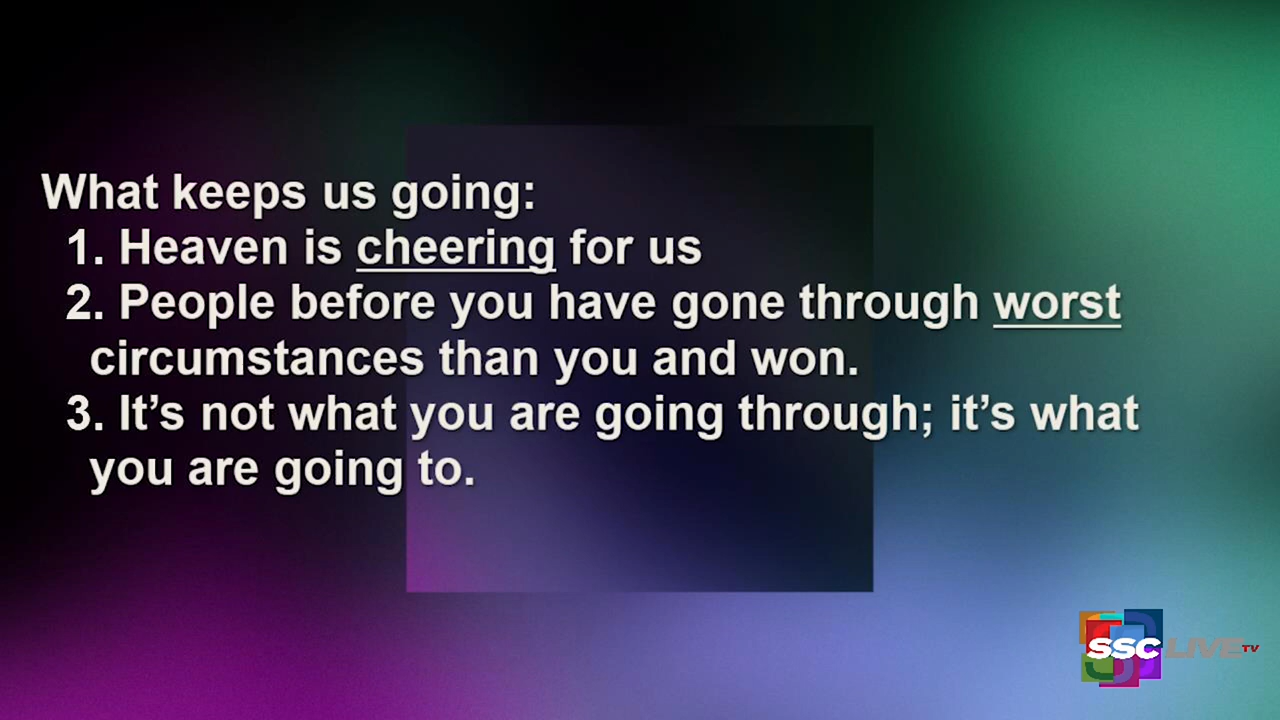 What keeps us going:
1. Heaven is cheering for us
2. People before you have gone through worst
circumstances than you and won.
3. It’s not what you are going through; it’s what
you are going to.
SSC LIVE TV